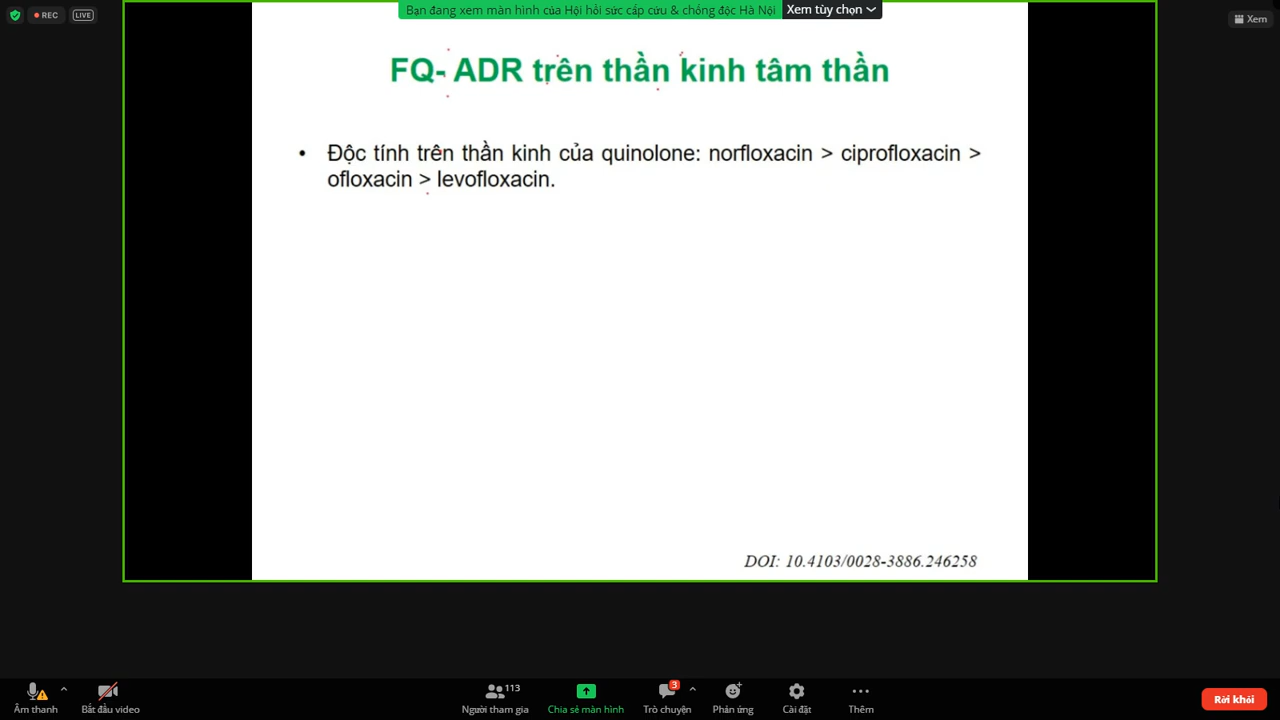 Bạn đang xem màn hình của Hội hồi sức cấp cứu & chống độc Hà Nội Xem tùy chọn
REC LIVE
Xem
FQ- ADR trên thần kinh tâm thần
• Độc tính trên thần kinh của quinolone: norfloxacin > ciprofloxacin >
ofloxacin > levofloxacin.
DOI: 10.4103/0028-3886.246258
113
3
Âm thanh Bắt đầu video Người tham gia Chia sẻ màn hình Trò chuyện Phản ứng Cài đặt Thêm Rời khỏi